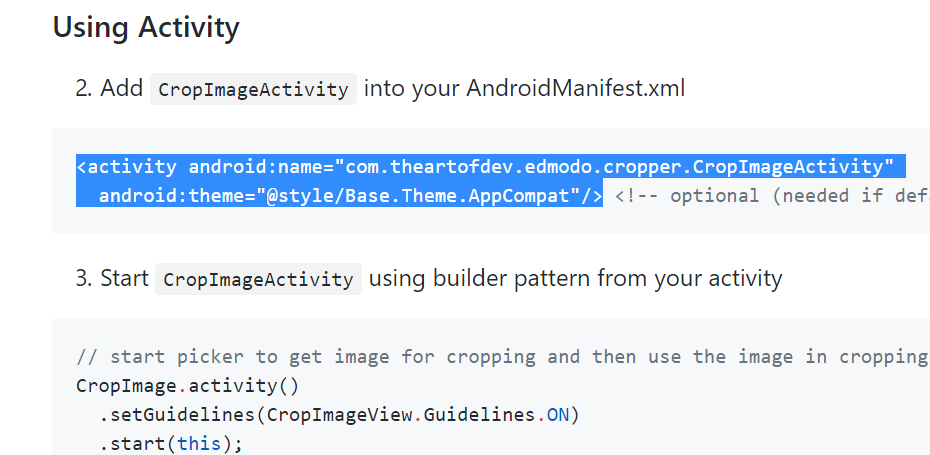 Using Activity
2. Add CropImageActivity into your AndroidManifest.xml
<activity android:name="com.theartofdev.edmodo.cropper.CropImageActivity"
android:theme="@style/Base.Theme.AppCompat"/> <!-- optional (needed if
3. Start CropImageActivity using builder pattern from your activity
// start picker to get image for cropping and then use the image in cropping
CropImage.activity()
.setGuidelines(CropImageView.Guidelines.ON)
.start(this);